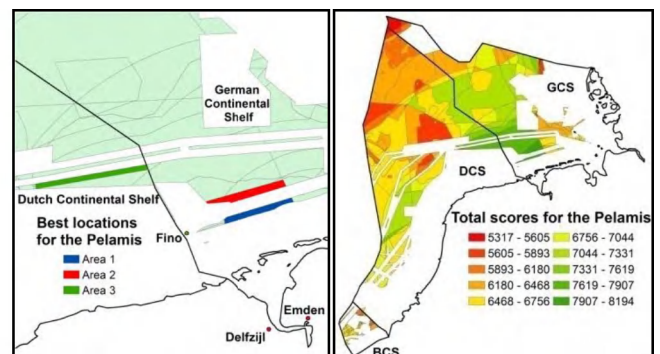 German
Continental
Shelf
Dutch Continental Shelf
Best locations
for the Pelamis
Area 1
Area 2
Area 3
Fino
Emden
Delfzijl
GCS
DCS
Total scores for the Pelamis
5317 - 5605
5605 - 5893
5893 - 6180
6180 - 6468
6468 - 6756
6756 - 7044
7044 - 7331
7331 - 7619
7619 - 7907
7907 - 8194
BCS